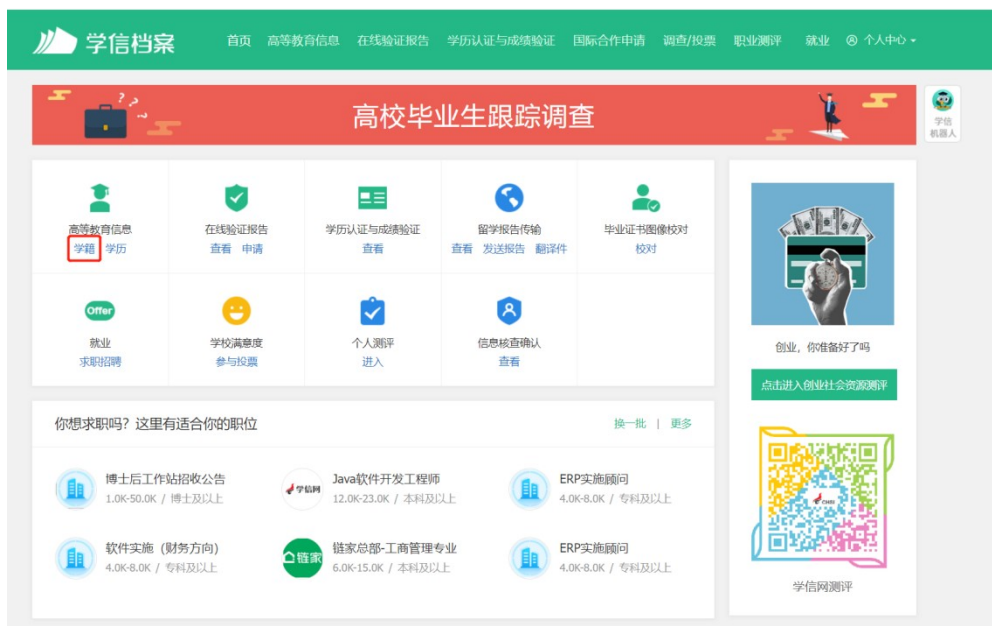 学信档案
首页 高等教育信息 在线验证报告 学历认证与成绩验证 国际合作申请 调查/投票 职业测评 就业 个人中心
高校毕业生跟踪调查
学信
机器人
高等教育信息 在线验证报告 学历认证与成绩验证 留学报告传输 毕业证书图像校对
学籍 学历 查看 申请 查看 查看 发送报告 翻译件 校对
Offer
就业 学校满意度 个人测评 信息核查确认
求职招聘 参与投票 进入 查看
创业，你准备好了吗
点击进入创业社会资源测评
你想求职吗？这里有适合你的职位 换一批 | 更多
博士后工作站招收公告 学信网 Java软件开发工程师 ERP实施顾问
1.0K-50.0K / 博士及以上 12.0K-23.0K / 本科及以上 4.0K-8.0K / 专科及以上
软件实施（财务方向） 链家 链家总部-工商管理专业 ERP实施顾问
4.0K-8.0K / 专科及以上 6.0K-15.0K / 本科及以上 4.0K-8.0K / 专科及以上
CHSI
学信网测评